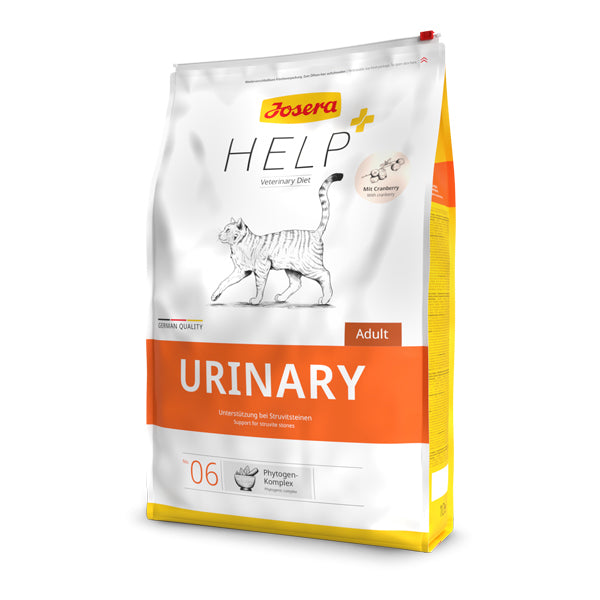 Josera
HELP+
Veterinary Diet
Mit Cranberry
With cranberry
GERMAN QUALITY
Adult
URINARY
Unterstützung bei Struvitsteinen
Support for struvite stones
No. 06
Phytogen-
Komplex
Phytogenic complex